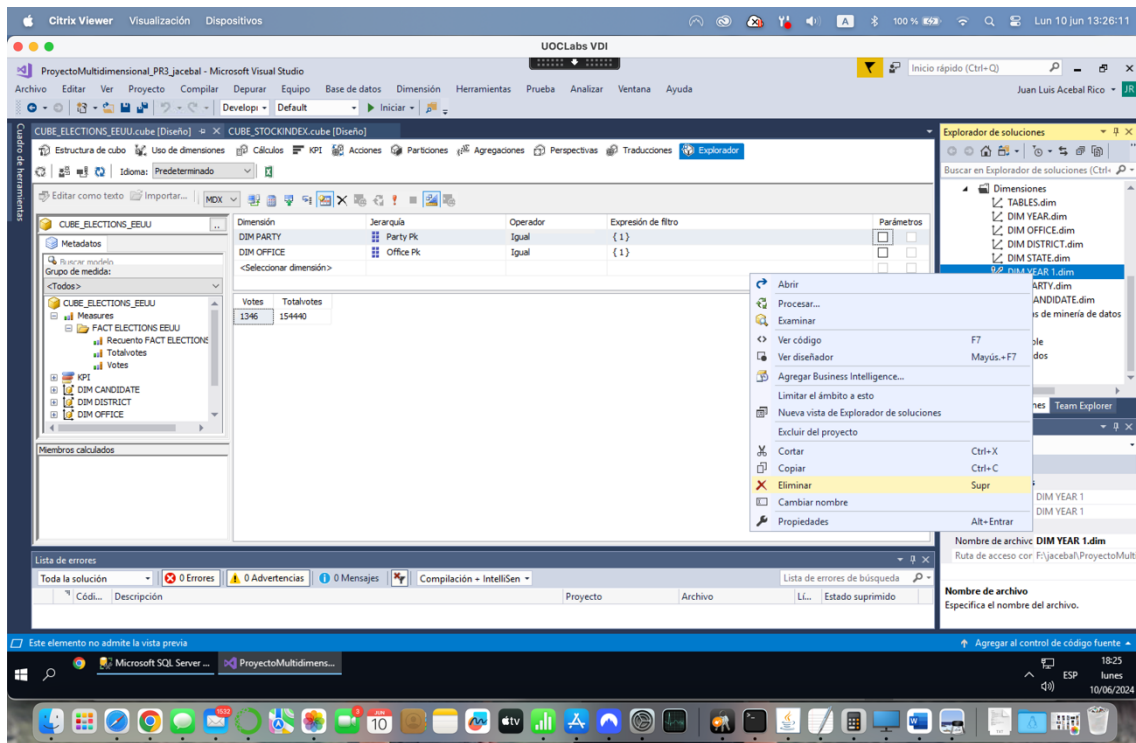 Citrix Viewer Visualización Dispositivos A 100 % Lun 10 jun 13:26:11
UOCLabs VDI
ProyectoMultidimensional_PR3_jacebal - Microsoft Visual Studio Inicio rápido (Ctrl+Q)
Archivo Editar Ver Proyecto Compilar Depurar Equipo Base de datos Dimensión Herramientas Prueba Analizar Ventana Ayuda Juan Luis Acebal Rico JR
Developi Default Iniciar
Cuadro de herramientas
CUBE_ELECTIONS_EEUU.cube [Diseño] CUBE_STOCKINDEX.cube [Diseño]
Estructura de cubo Uso de dimensiones Cálculos KPI Acciones Particiones Agregaciones Perspectivas Traducciones Explorador
Idioma: Predeterminado
Editar como texto Importar... MDX
CUBE_ELECTIONS_EEUU ..
Metadatos
Buscar modelo
Grupo de medida:
<Todos>
CUBE_ELECTIONS_EEUU
Measures
FACT ELECTIONS EEUU
Recuento FACT ELECTIONS
Totalvotes
Votes
KPI
DIM CANDIDATE
DIM DISTRICT
DIM OFFICE
Miembros calculados
Dimensión Jerarquía Operador Expresión de filtro Parámetros
DIM PARTY Party Pk Igual { 1 }
DIM OFFICE Office Pk Igual { 1 }
<Seleccionar dimensión>
Votes Totalvotes
1346 154440
Abrir
Procesar...
Examinar
Ver código F7
Ver diseñador Mayús.+F7
Agregar Business Intelligence...
Limitar el ámbito a esto
Nueva vista de Explorador de soluciones
Excluir del proyecto
Cortar Ctrl+X
Copiar Ctrl+C
Eliminar Supr
Cambiar nombre
Propiedades Alt+Entrar
Explorador de soluciones
Buscar en Explorador de soluciones (Ctrl+
Dimensiones
TABLES.dim
DIM YEAR.dim
DIM OFFICE.dim
DIM DISTRICT.dim
DIM STATE.dim
DIM YEAR 1.dim
ARTY.dim
ANDIDATE.dim
s de minería de datos
ble
dos
nes Team Explorer
DIM YEAR 1
DIM YEAR 1
Nombre de archivo DIM YEAR 1.dim
Ruta de acceso cor F:\jacebal\ProyectoMulti
Nombre de archivo
Especifica el nombre del archivo.
Lista de errores
Toda la solución 0 Errores 0 Advertencias 0 Mensajes Compilación + IntelliSen Lista de errores de búsqueda
Códi... Descripción Proyecto Archivo Lí... Estado suprimido
Este elemento no admite la vista previa Agregar al control de código fuente
Microsoft SQL Server ... ProyectoMultidimens... ESP 18:25
lunes
10/06/2024
1532 3 JUN 10 tv